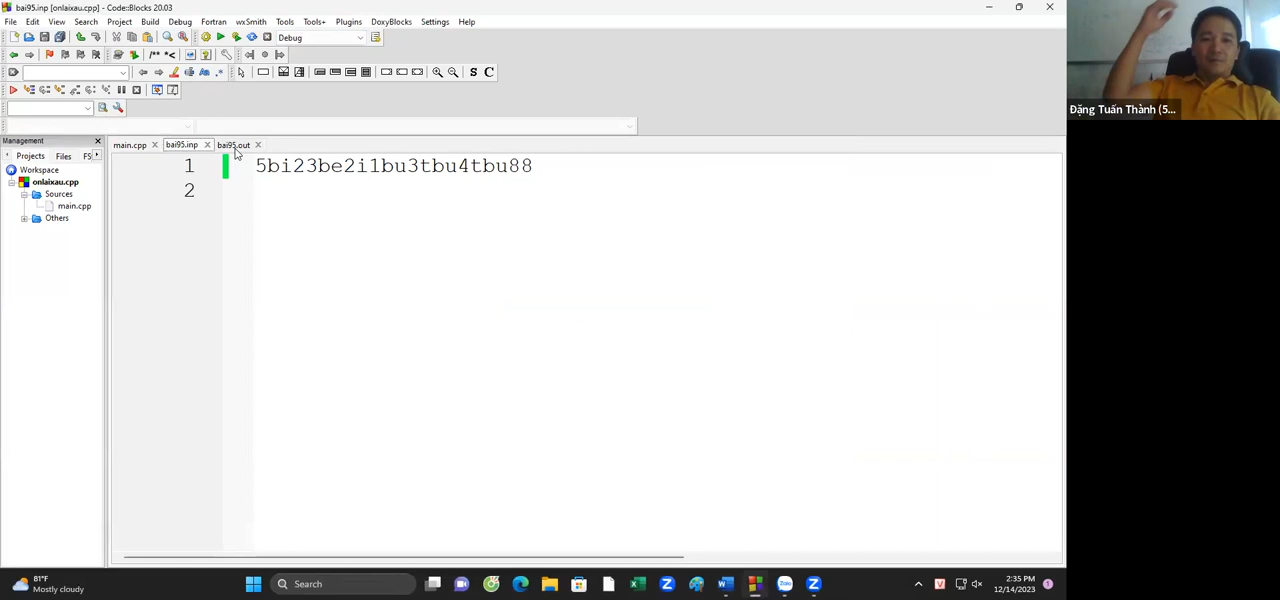 bai95.inp [onlaixau.cpp] - Code::Blocks 20.03
File Edit View Search Project Build Debug Fortran wxSmith Tools Tools+ Plugins DoxyBlocks Settings Help
Debug
/** *<
S C
Management
main.cpp
bai95.inp
bai95.out
Projects Files FS
Workspace
onlaixau.cpp
Sources
main.cpp
Others
1 5bi23be2i1bu3tbu4tbu88
2
Đặng Tuấn Thành (5...
81°F
Mostly cloudy
Search
Zalo
2:35 PM
12/14/2023
1